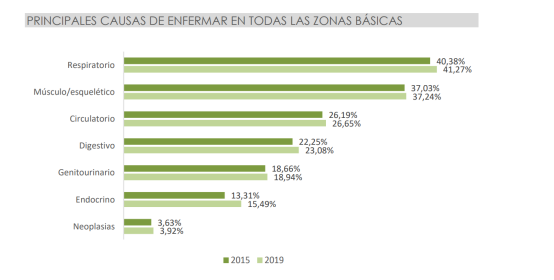 PRINCIPALES CAUSAS DE ENFERMAR EN TODAS LAS ZONAS BÁSICAS
Respiratorio
40,38%
41,27%
Músculo/esquelético
37,03%
37,24%
Circulatorio
26,19%
26,65%
Digestivo
22,25%
23,08%
Genitourinario
18,66%
18,94%
Endocrino
13,31%
15,49%
Neoplasias
3,63%
3,92%
2015 2019